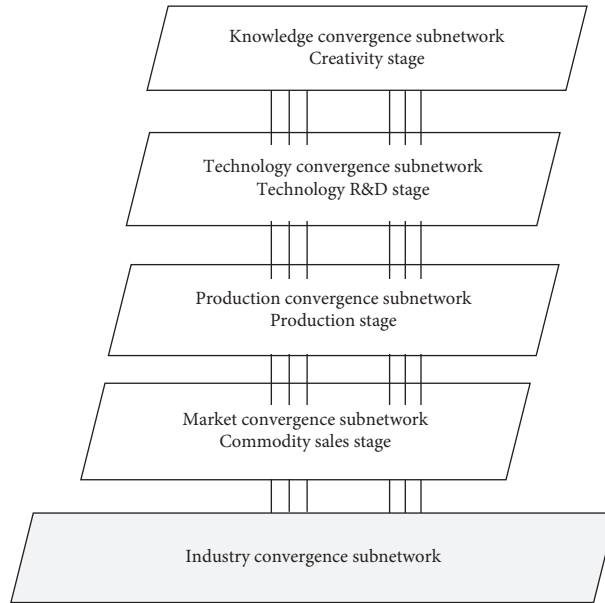 Knowledge convergence subnetwork
Creativity stage
Technology convergence subnetwork
Technology R&D stage
Production convergence subnetwork
Production stage
Market convergence subnetwork
Commodity sales stage
Industry convergence subnetwork